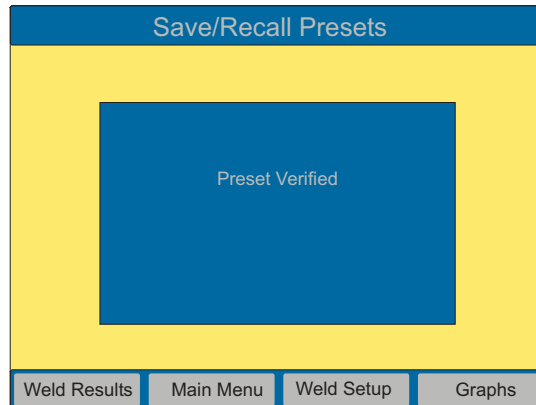 Save/Recall Presets
Preset Verified
Weld Results
Main Menu
Weld Setup
Graphs